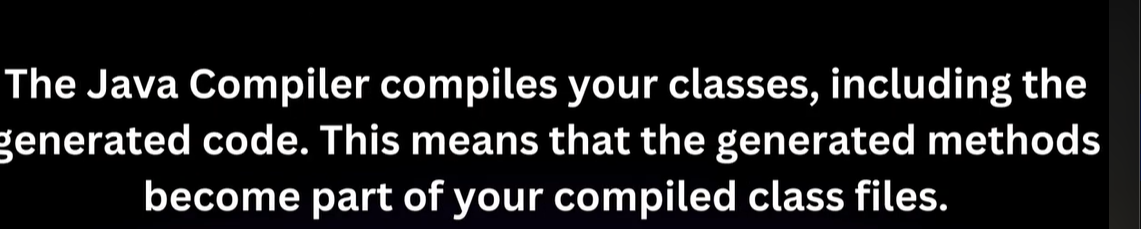 The Java Compiler compiles your classes, including the
generated code. This means that the generated methods
become part of your compiled class files.